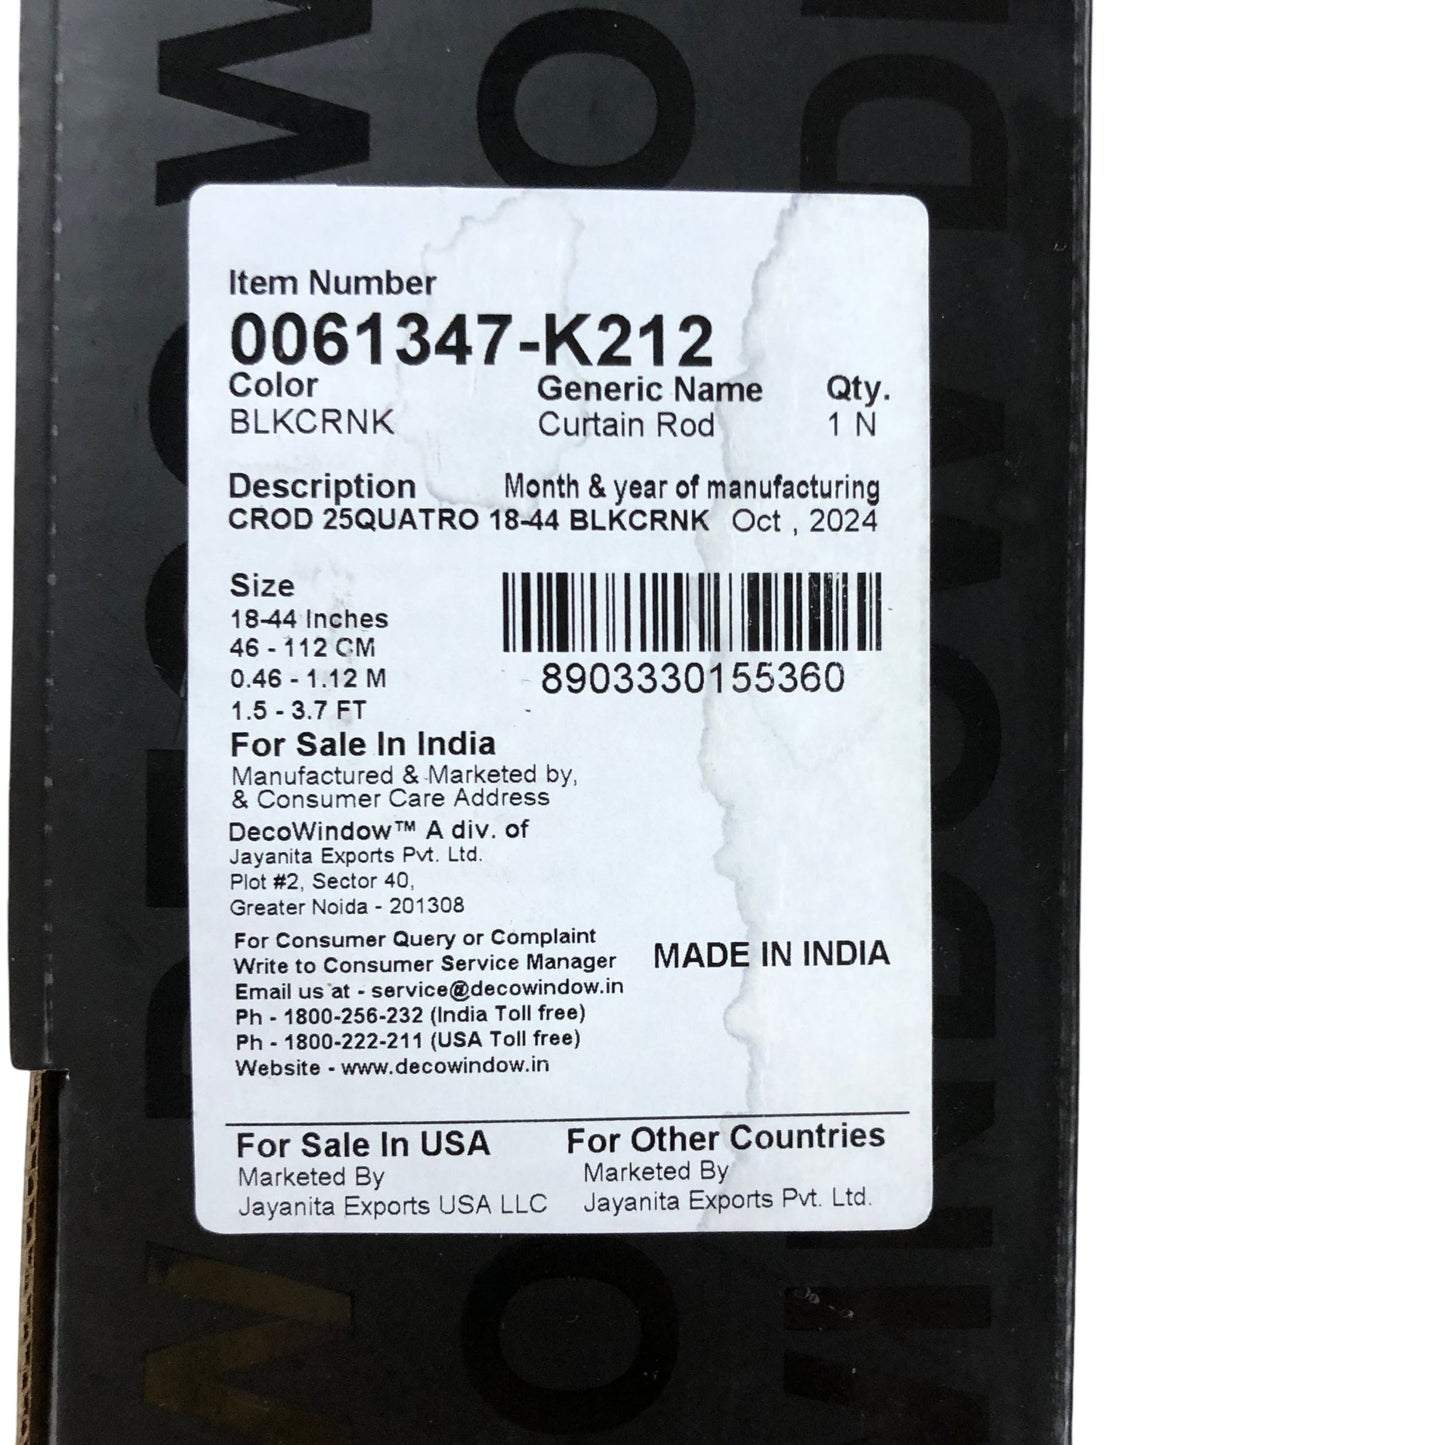 Item Number
0061347-K212
Color Generic Name Qty.
BLKCRNK Curtain Rod 1 N
Description Month & year of manufacturing
CROD 25QUATRO 18-44 BLKCRNK Oct , 2024
Size
18-44 Inches
46 - 112 CM
0.46 - 1.12 M
1.5 - 3.7 FT
8903330155360
For Sale In India
Manufactured & Marketed by,
& Consumer Care Address
DecoWindow™ A div. of
Jayanita Exports Pvt. Ltd.
Plot #2, Sector 40,
Greater Noida - 201308
For Consumer Query or Complaint
Write to Consumer Service Manager
Email us at - service@decowindow.in
Ph - 1800-256-232 (India Toll free)
Ph - 1800-222-211 (USA Toll free)
Website - www.decowindow.in
MADE IN INDIA
For Sale In USA
Marketed By
Jayanita Exports USA LLC
For Other Countries
Marketed By
Jayanita Exports Pvt. Ltd.